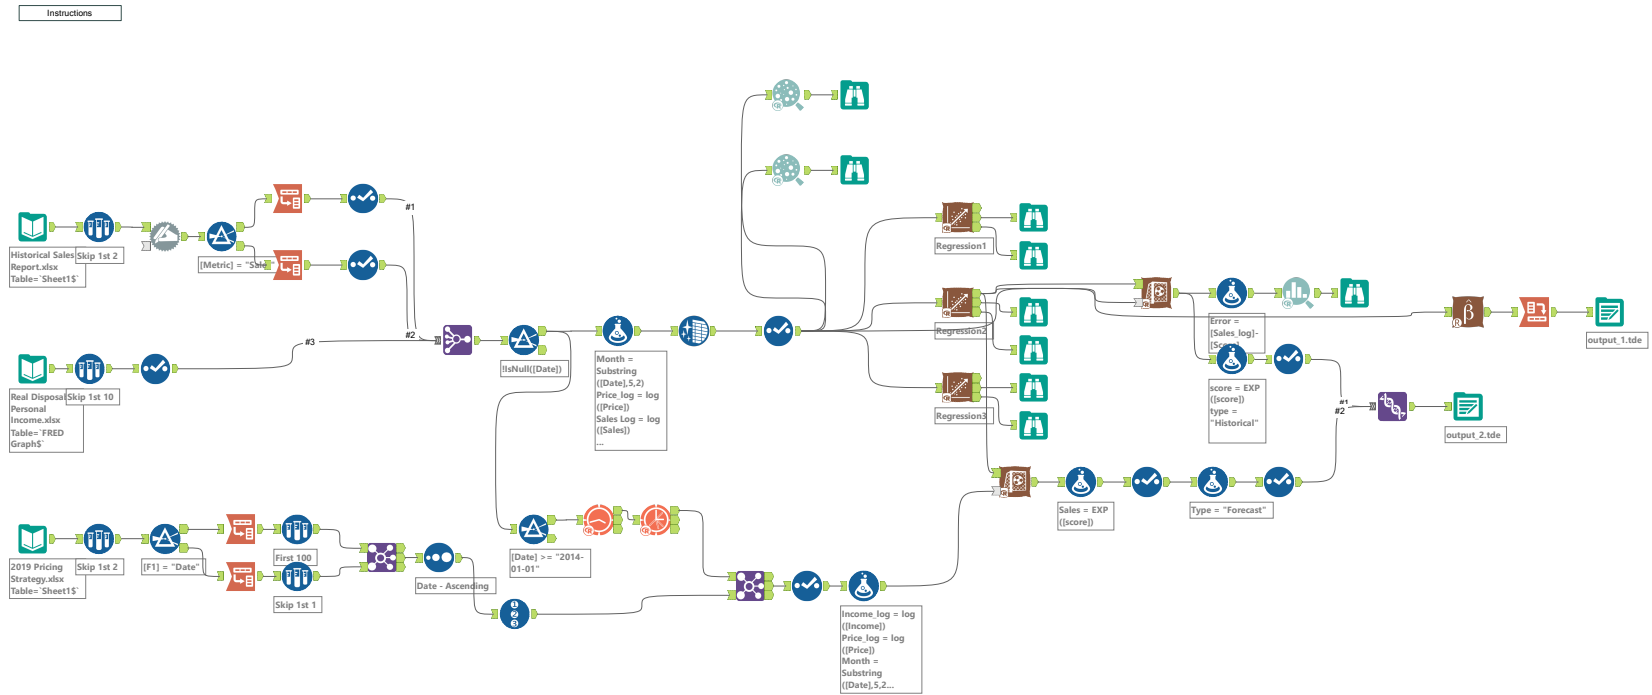 Instructions
#1
Historical Sales
Report.xlsx
Table=`Sheet1$`
Skip 1st 2
[Metric] = "Sale
#2
#3
Real Disposal
Personal
Income.xlsx
Table=`FRED
Graph$`
Skip 1st 10
!IsNull([Date])
Month =
Substring
([Date],5,2)
Price_log = log
([Price])
Sales Log = log
([Sales])
...
Regression1
Regression2
Regression3
Error =
[Sales_log]-
[Score]
score = EXP
([score])
type =
"Historical"
output_1.tde
#1
#2
output_2.tde
2019 Pricing
Strategy.xlsx
Table=`Sheet1$`
Skip 1st 2
[F1] = "Date"
First 100
Skip 1st 1
Date - Ascending
1
2
3
[Date] >= "2014-
01-01"
Sales = EXP
([score])
Type = "Forecast"
Income_log = log
([Income])
Price_log = log
([Price])
Month =
Substring
([Date],5,2...